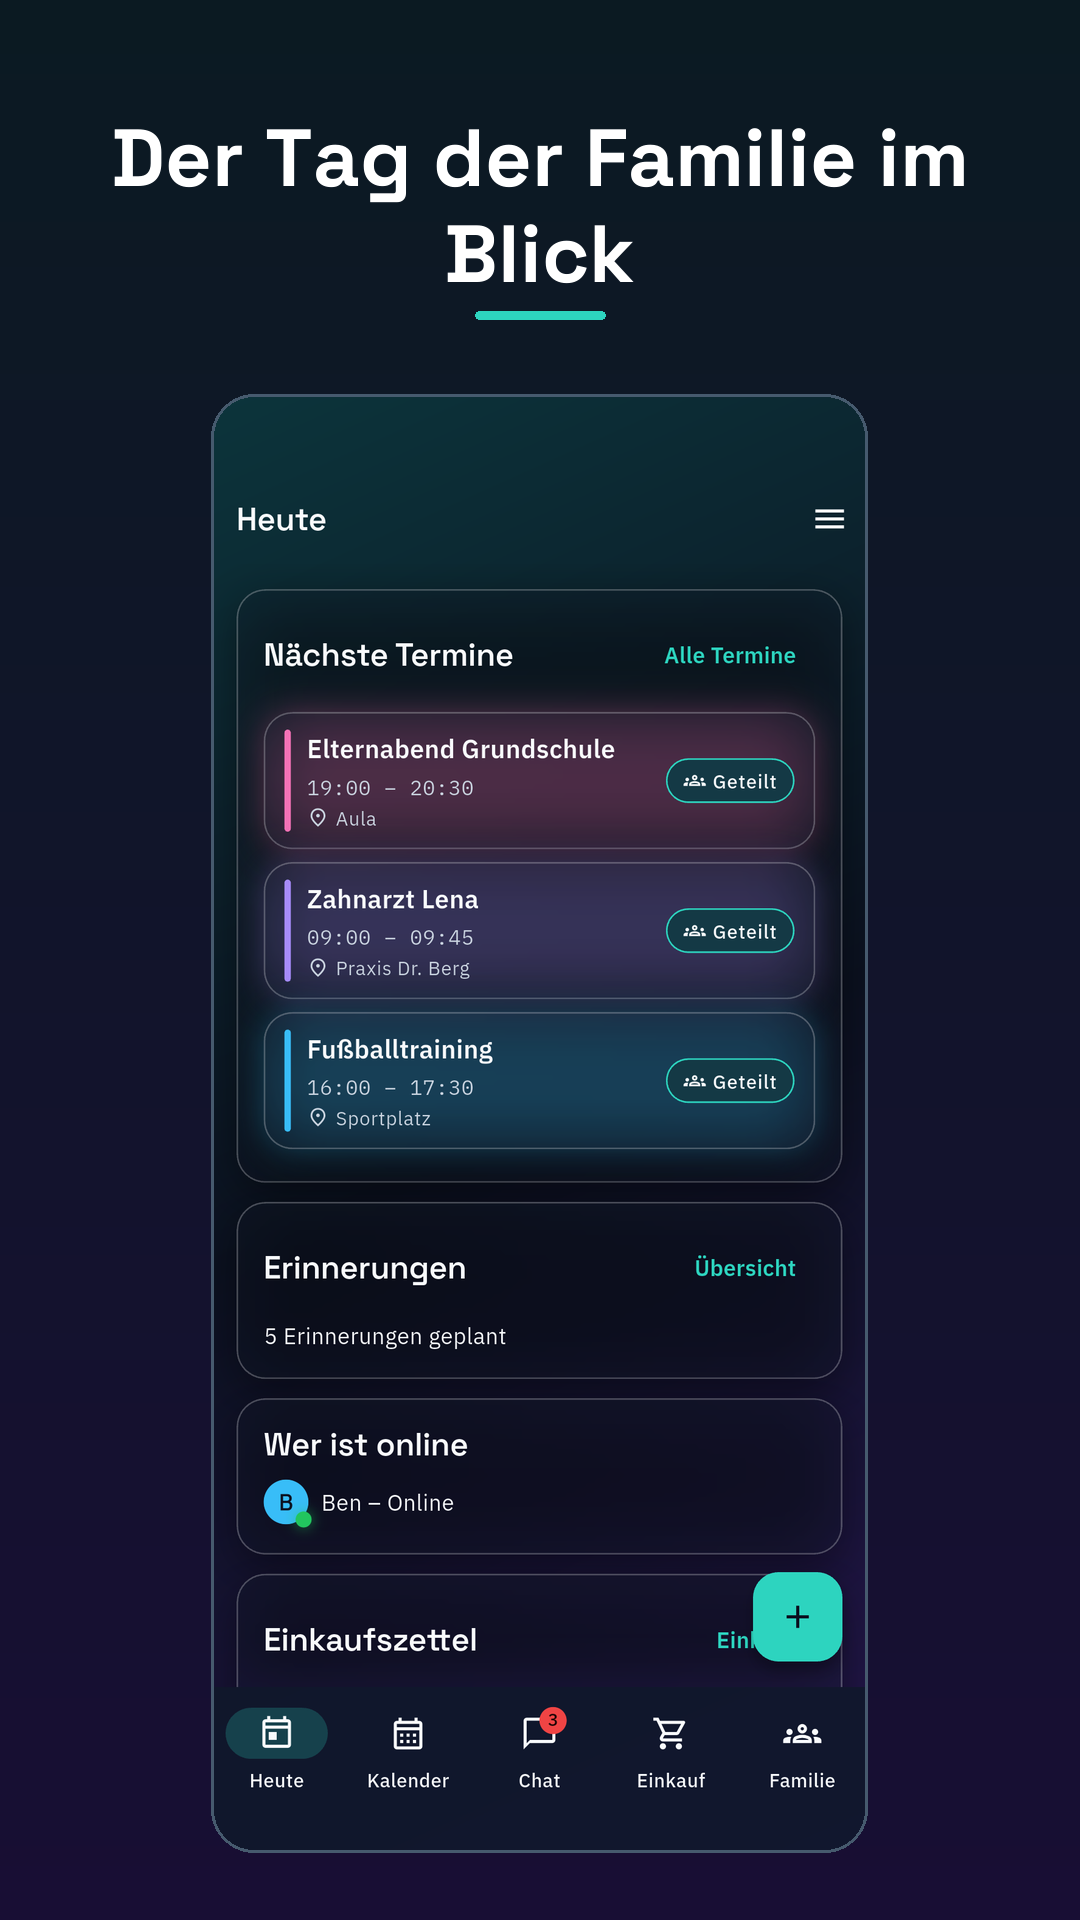 Der Tag der Familie im
Blick
Heute
Nächste Termine
Alle Termine
Elternabend Grundschule
19:00 – 20:30
Aula
Geteilt
Zahnarzt Lena
09:00 – 09:45
Praxis Dr. Berg
Geteilt
Fußballtraining
16:00 – 17:30
Sportplatz
Geteilt
Erinnerungen
Übersicht
5 Erinnerungen geplant
Wer ist online
B
Ben – Online
Einkaufszettel
+
3
Heute
Kalender
Chat
Einkauf
Familie